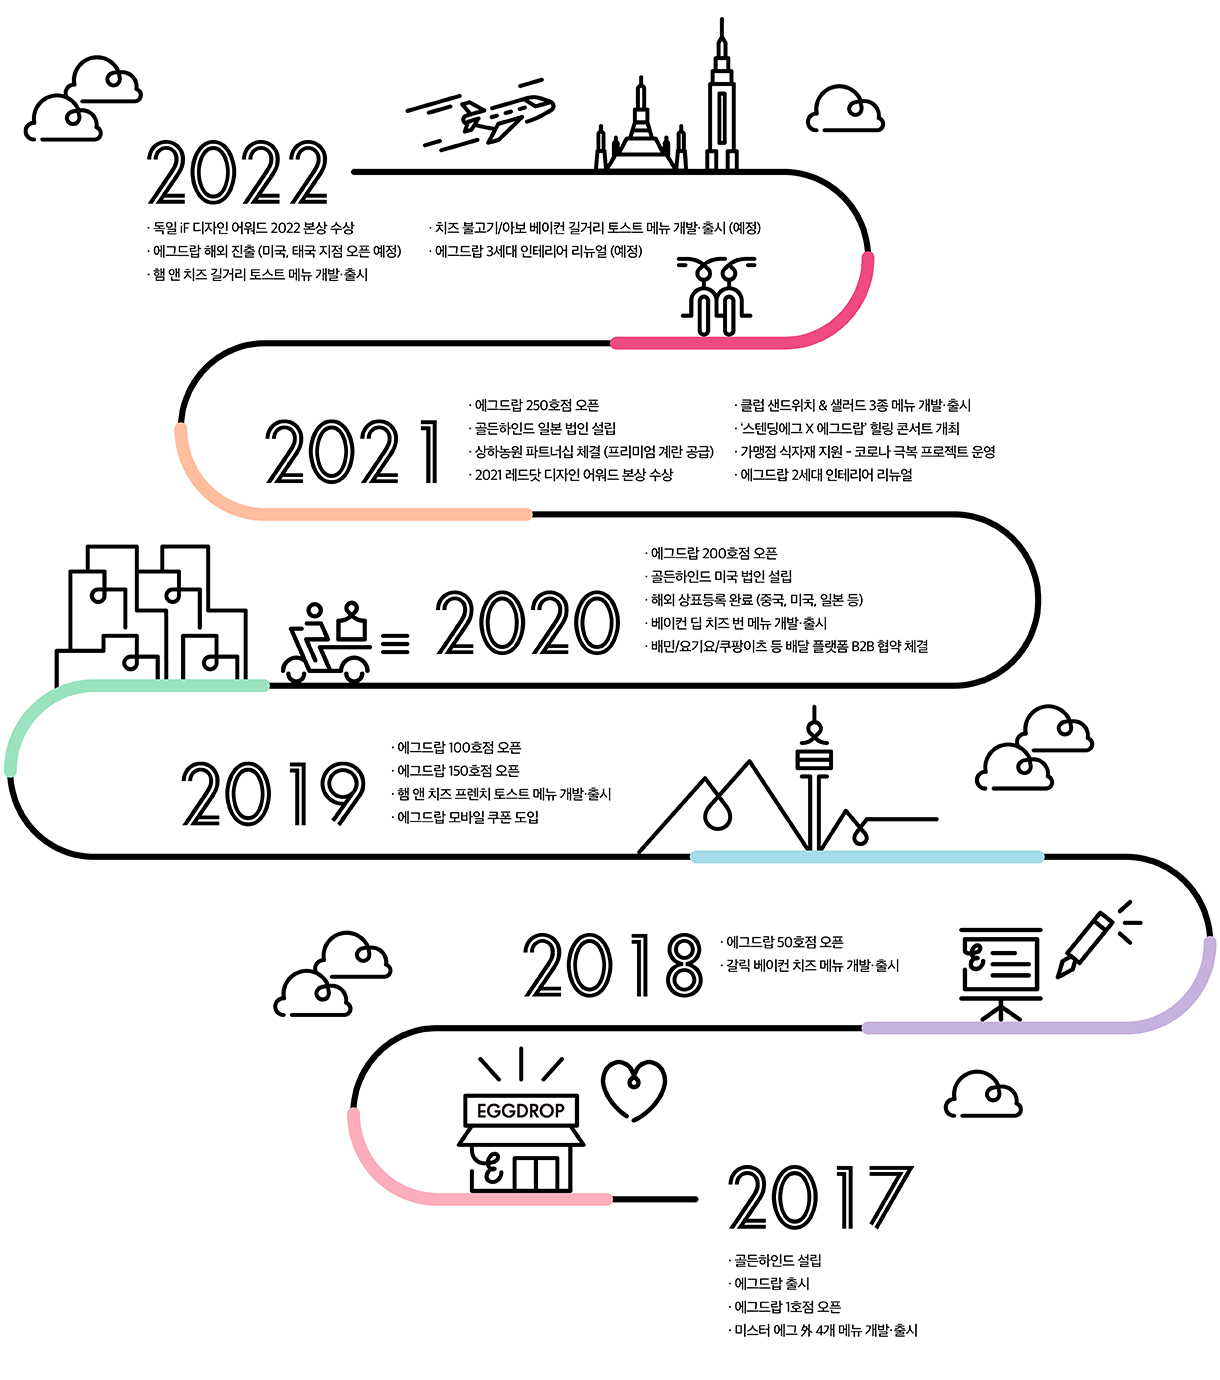 2022
· 독일 iF 디자인 어워드 2022 본상 수상
· 에그드랍 해외 진출 (미국, 태국 지점 오픈 예정)
· 햄 앤 치즈 길거리 토스트 메뉴 개발·출시
· 치즈 불고기/아보 베이컨 길거리 토스트 메뉴 개발·출시 (예정)
· 에그드랍 3세대 인테리어 리뉴얼 (예정)
2021
· 에그드랍 250호점 오픈
· 골든하인드 일본 법인 설립
· 상하농원 파트너십 체결 (프리미엄 계란 공급)
· 2021 레드닷 디자인 어워드 본상 수상
· 클럽 샌드위치 & 샐러드 3종 메뉴 개발·출시
· '스텐딩에그 X 에그드랍' 힐링 콘서트 개최
· 가맹점 식자재 지원 - 코로나 극복 프로젝트 운영
· 에그드랍 2세대 인테리어 리뉴얼
2020
· 에그드랍 200호점 오픈
· 골든하인드 미국 법인 설립
· 해외 상표등록 완료 (중국, 미국, 일본 등)
· 베이컨 딥 치즈 번 메뉴 개발·출시
· 배민/요기요/쿠팡이츠 등 배달 플랫폼 B2B 협약 체결
2019
· 에그드랍 100호점 오픈
· 에그드랍 150호점 오픈
· 햄 앤 치즈 프렌치 토스트 메뉴 개발·출시
· 에그드랍 모바일 쿠폰 도입
2018
· 에그드랍 50호점 오픈
· 갈릭 베이컨 치즈 메뉴 개발·출시
EGGDROP
2017
· 골든하인드 설립
· 에그드랍 출시
· 에그드랍 1호점 오픈
· 미스터 에그 外 4개 메뉴 개발·출시